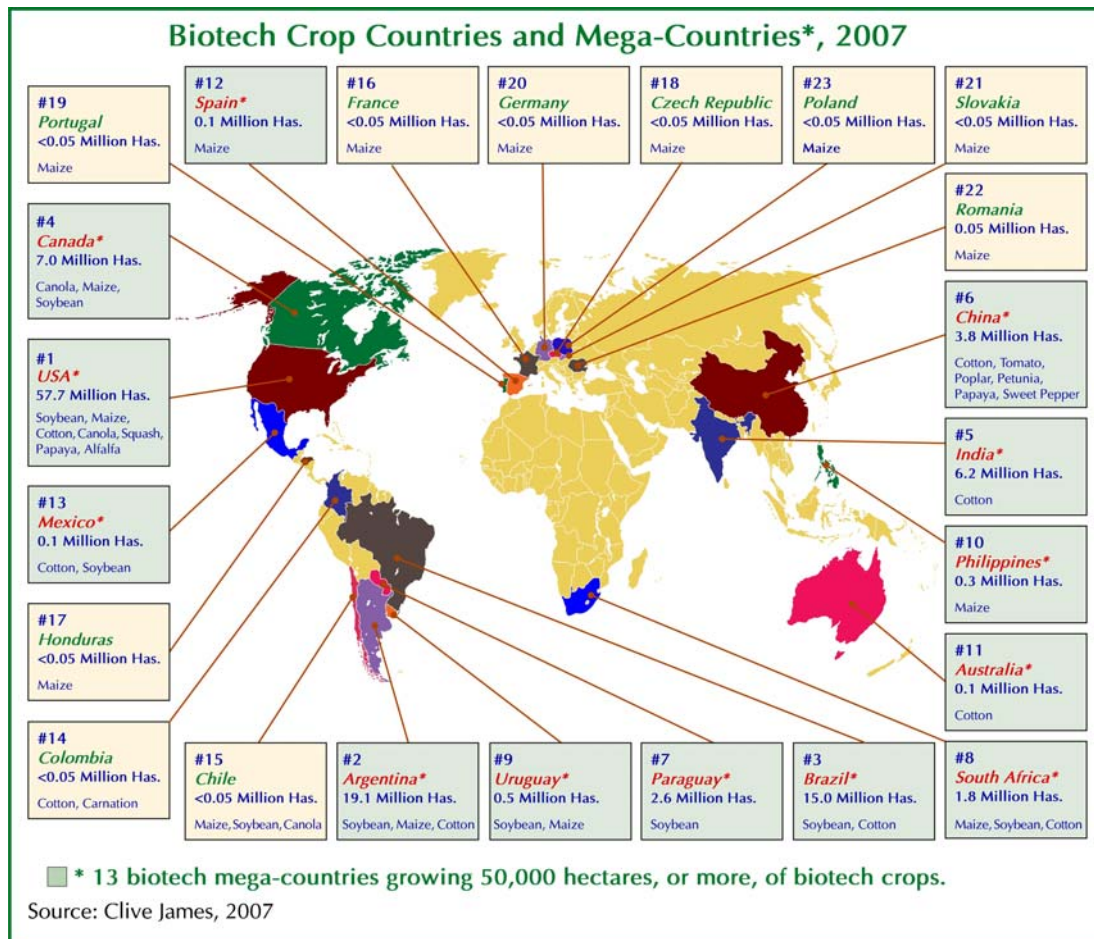 Biotech Crop Countries and Mega-Countries*, 2007
#19
Portugal
<0.05 Million Has.
Maize
#12
Spain*
0.1 Million Has.
Maize
#16
France
<0.05 Million Has.
Maize
#20
Germany
<0.05 Million Has.
Maize
#18
Czech Republic
<0.05 Million Has.
Maize
#23
Poland
<0.05 Million Has.
Maize
#21
Slovakia
<0.05 Million Has.
Maize
#22
Romania
0.05 Million Has.
Maize
#4
Canada*
7.0 Million Has.
Canola, Maize,
Soybean
#6
China*
3.8 Million Has.
Cotton, Tomato,
Poplar, Petunia,
Papaya, Sweet Pepper
#1
USA*
57.7 Million Has.
Soybean, Maize,
Cotton, Canola, Squash,
Papaya, Alfalfa
#5
India*
6.2 Million Has.
Cotton
#13
Mexico*
0.1 Million Has.
Cotton, Soybean
#10
Philippines*
0.3 Million Has.
Maize
#17
Honduras
<0.05 Million Has.
Maize
#11
Australia*
0.1 Million Has.
Cotton
#14
Colombia
<0.05 Million Has.
Cotton, Carnation
#15
Chile
<0.05 Million Has.
Maize, Soybean, Canola
#2
Argentina*
19.1 Million Has.
Soybean, Maize, Cotton
#9
Uruguay*
0.5 Million Has.
Soybean, Maize
#7
Paraguay*
2.6 Million Has.
Soybean
#3
Brazil*
15.0 Million Has.
Soybean, Cotton
#8
South Africa*
1.8 Million Has.
Maize, Soybean, Cotton
* 13 biotech mega-countries growing 50,000 hectares, or more, of biotech crops.
Source: Clive James, 2007